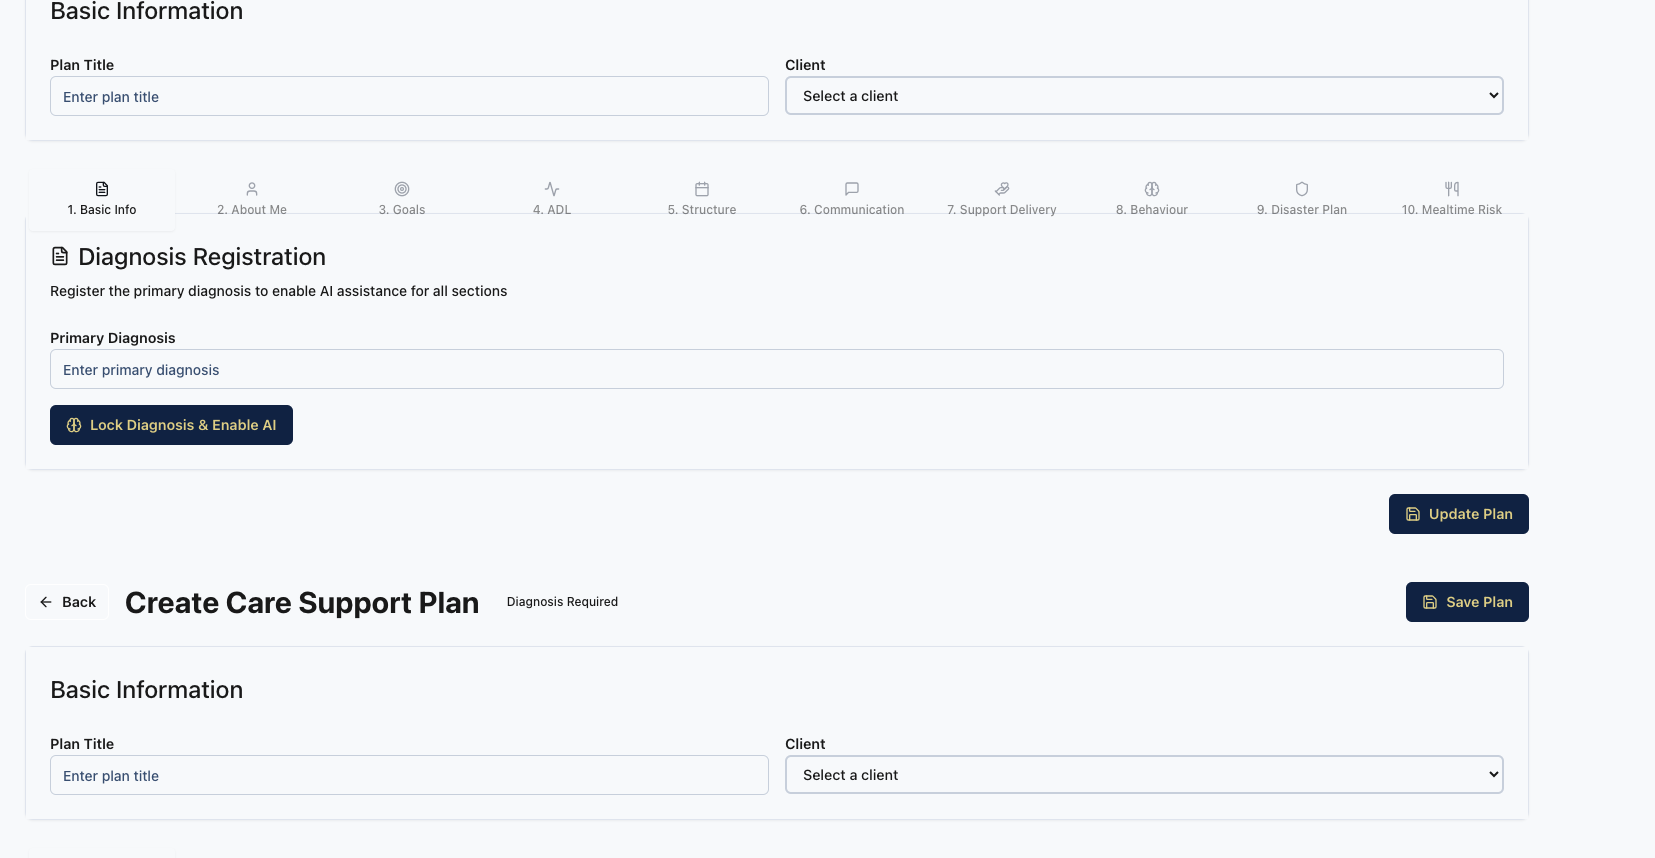 Basic Information
Plan Title
Client
Enter plan title
Select a client
1. Basic Info
2. About Me
3. Goals
4. ADL
5. Structure
6. Communication
7. Support Delivery
8. Behaviour
9. Disaster Plan
10. Mealtime Risk
Diagnosis Registration
Register the primary diagnosis to enable AI assistance for all sections
Primary Diagnosis
Enter primary diagnosis
Lock Diagnosis & Enable AI
Update Plan
Back
Create Care Support Plan
Diagnosis Required
Save Plan
Basic Information
Plan Title
Client
Enter plan title
Select a client